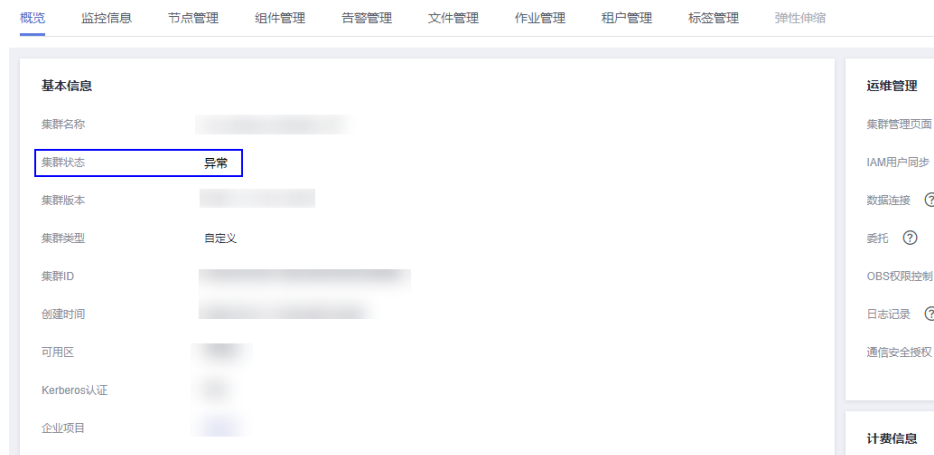 概览 监控信息 节点管理 组件管理 告警管理 文件管理 作业管理 租户管理 标签管理 弹性伸缩
基本信息
集群名称
集群状态 异常
集群版本
集群类型 自定义
集群ID
创建时间
可用区
Kerberos认证
企业项目
运维管理
集群管理页面
IAM用户同步
数据连接 ?
委托 ?
OBS权限控制
日志记录 ?
通信安全授权
计费信息